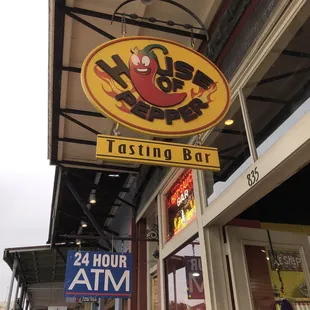 HOUSE
OF
PEPPER
Tasting Bar
835
24 HOUR
ATM